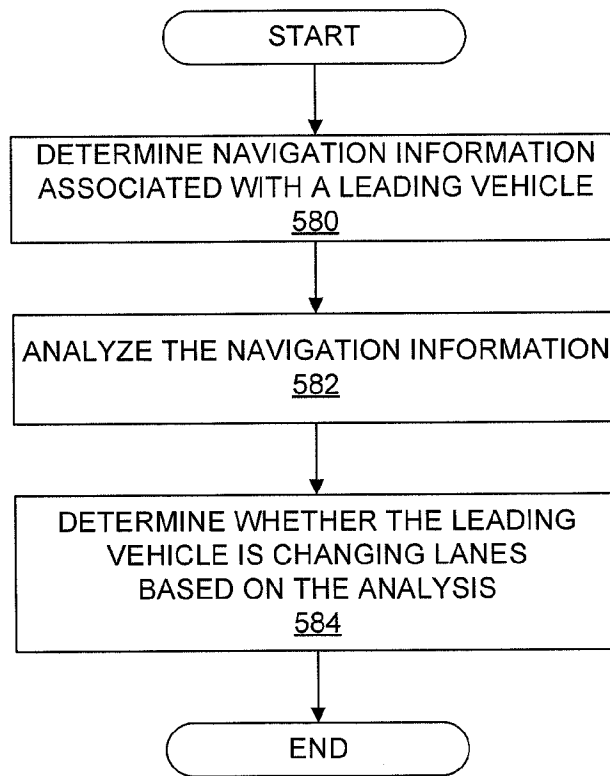 START
DETERMINE NAVIGATION INFORMATION
ASSOCIATED WITH A LEADING VEHICLE
580
ANALYZE THE NAVIGATION INFORMATION
582
DETERMINE WHETHER THE LEADING
VEHICLE IS CHANGING LANES
BASED ON THE ANALYSIS
584
END